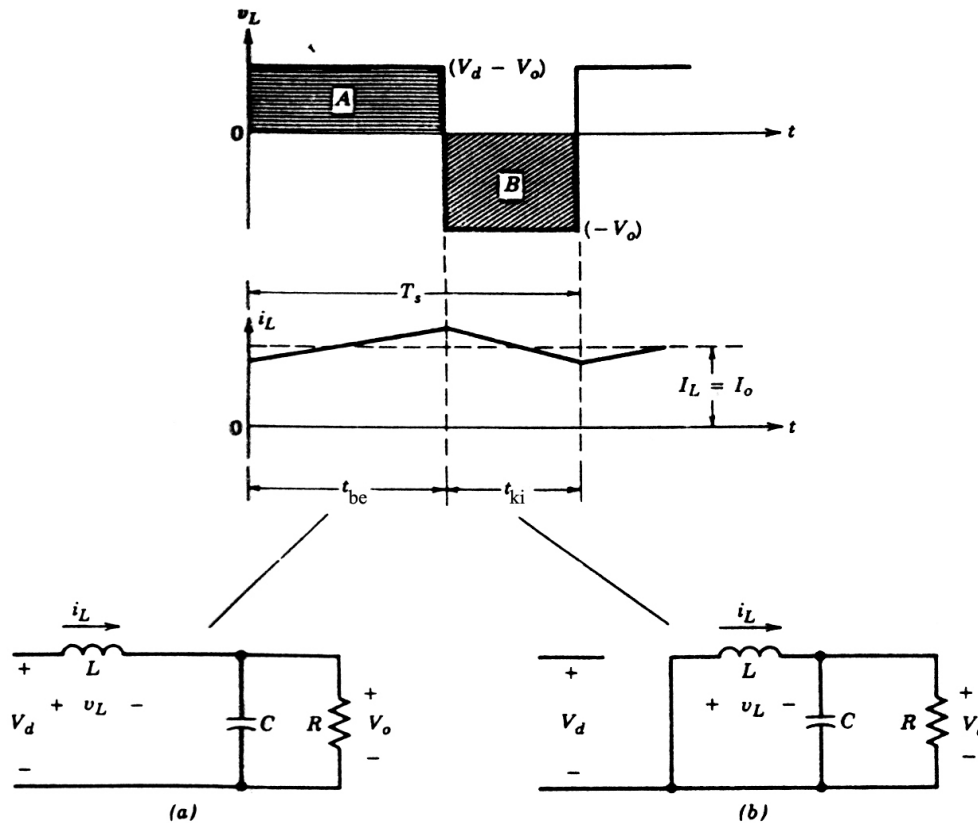 v_L
(V_d − V_o)
A
0
t
B
(−V_o)
T_s
i_L
I_L = I_o
0
t
t_be
t_ki
i_L
L
+ v_L −
+
V_d
−
C
R
+
V_o
−
(a)
i_L
L
+ v_L −
+
V_d
−
C
R
+
V_o
−
(b)